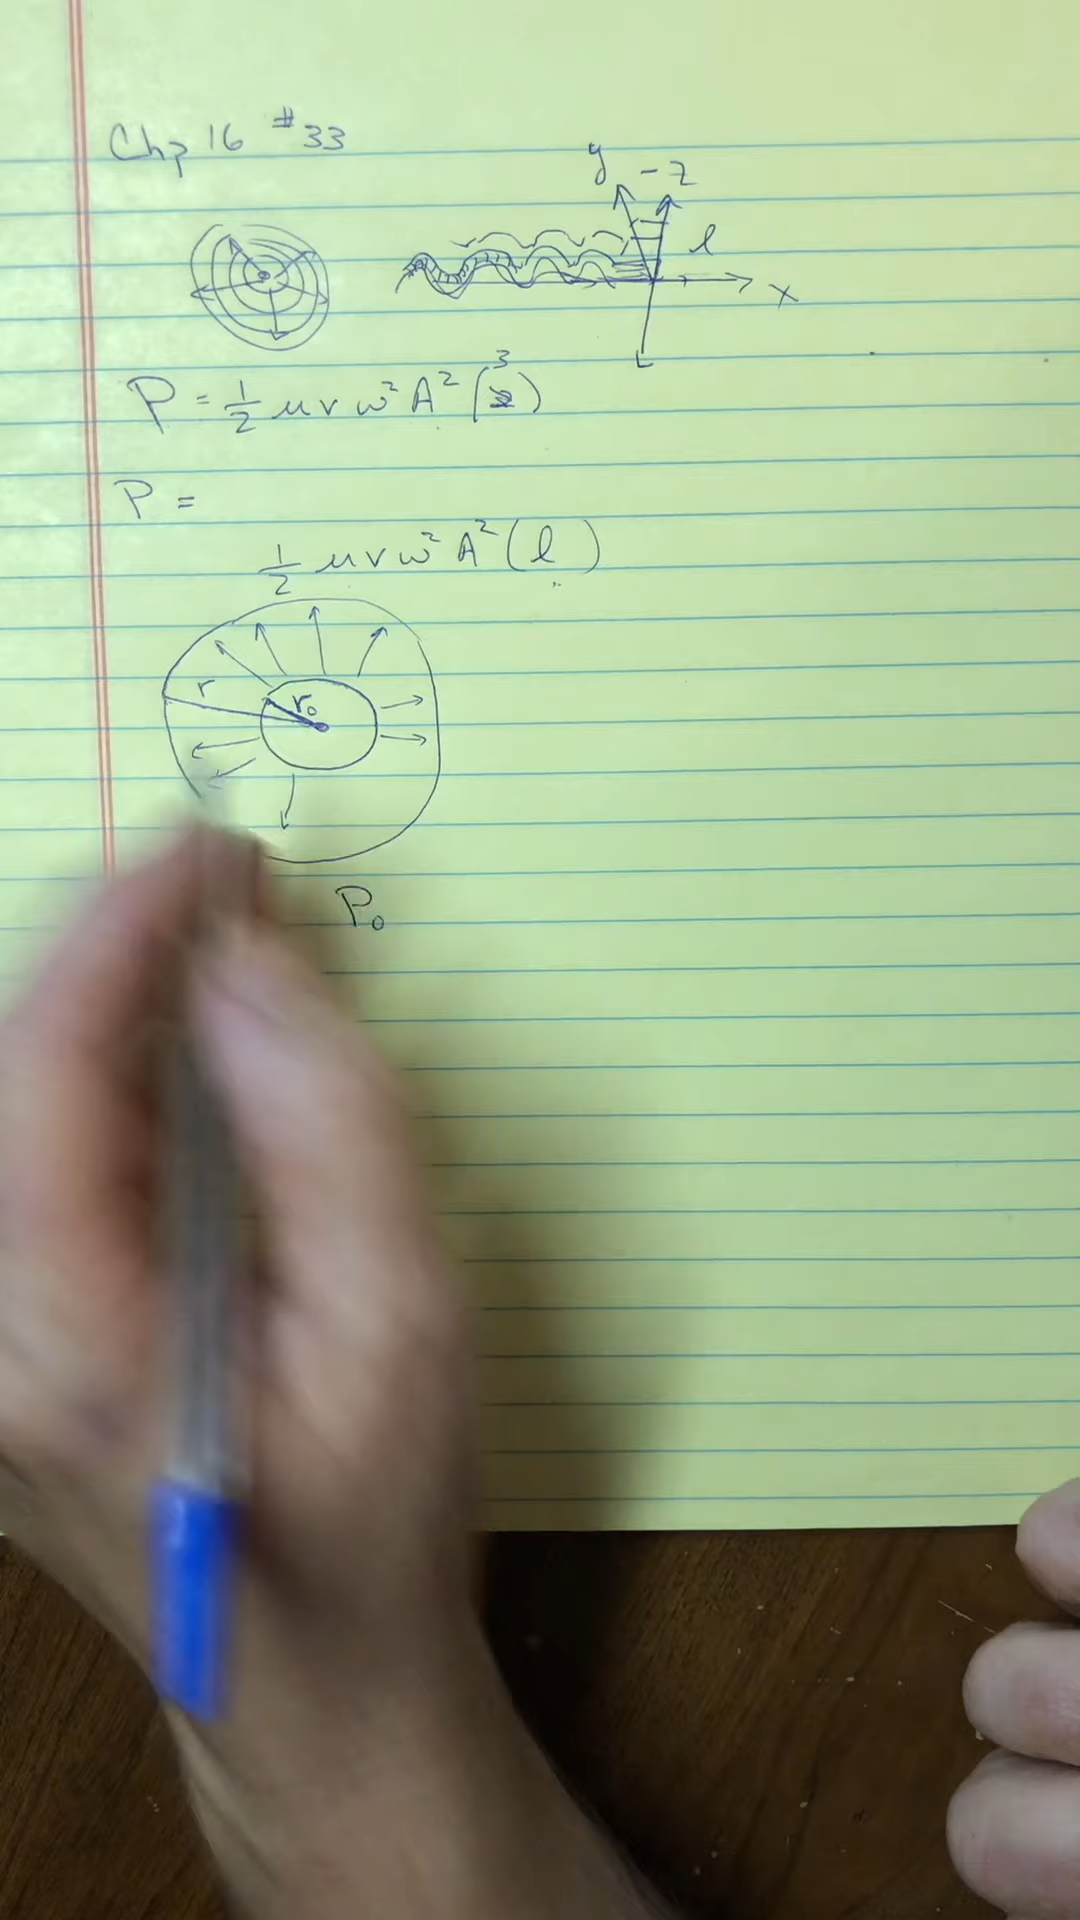 Chp 16 #33
y -z
l
x
P = 1/2 μ v ω² A² (3)
P =
1/2 μ v ω² A² (l)
r r₀
P₀